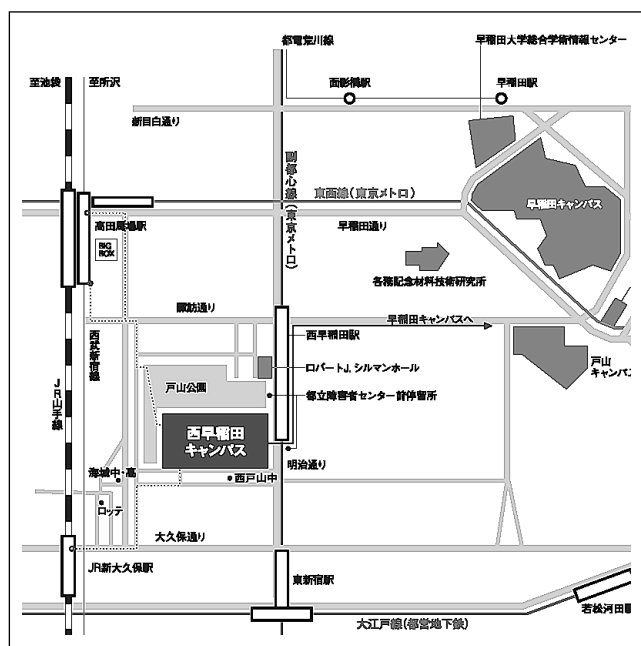 都電荒川線
早稲田大学総合学術情報センター
至池袋
至所沢
面影橋駅
早稲田駅
新目白通り
副都心線(東京メトロ)
東西線(東京メトロ)
早稲田キャンパス
高田馬場駅
早稲田通り
BIG
BOX
各務記念材料技術研究所
諏訪通り
早稲田キャンパスへ
西早稲田駅
西武新宿線
戸山
キャンパス
ロバートJ.シルマンホール
JR山手線
戸山公園
都立障害者センター前停留所
西早稲田
キャンパス
明治通り
海城中・高
西戸山中
ロッテ
大久保通り
JR新大久保駅
東新宿駅
若松河田駅
大江戸線(都営地下鉄)